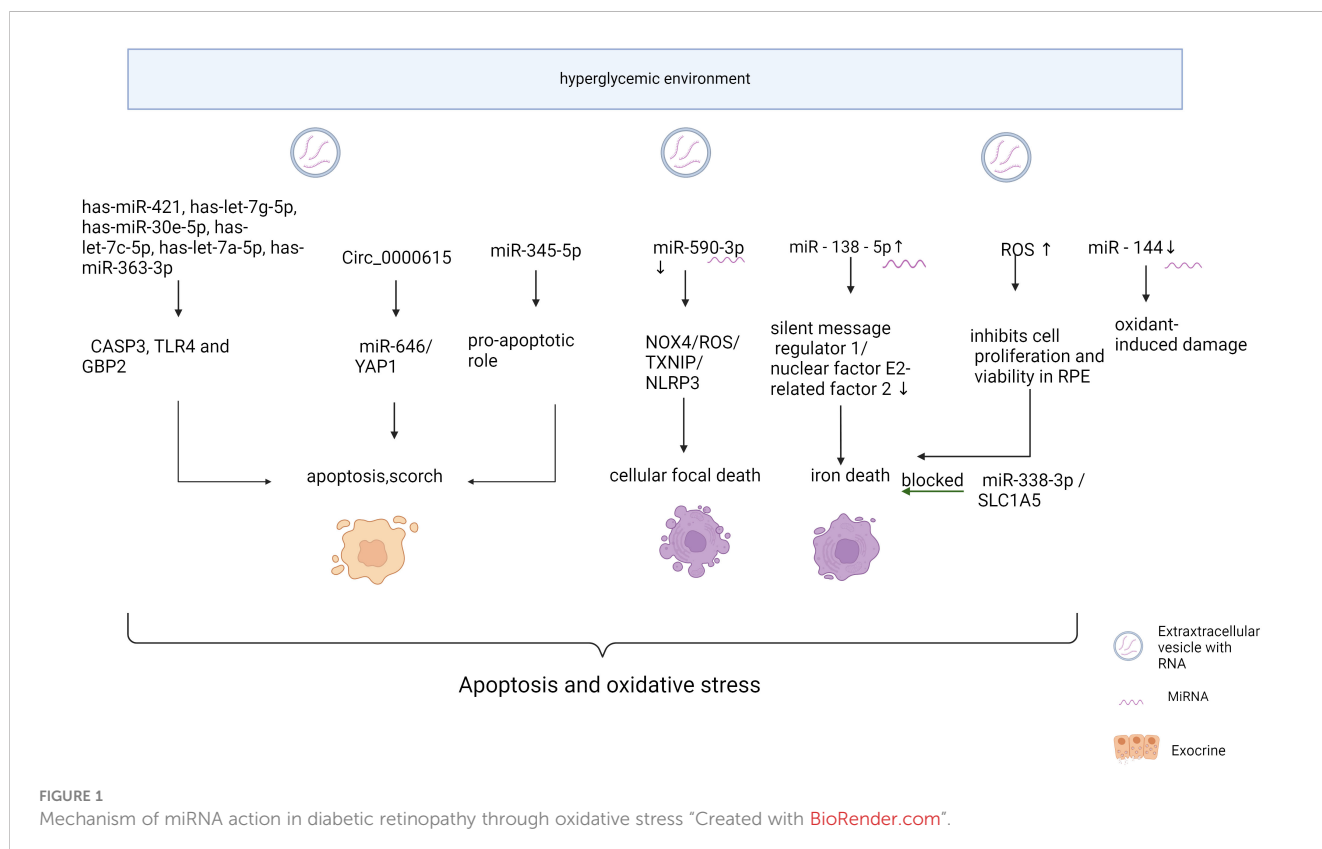 hyperglycemic environment
has-miR-421, has-let-7g-5p,
has-miR-30e-5p, has-
let-7c-5p, has-let-7a-5p, has-
miR-363-3p
Circ_0000615
miR-345-5p
miR-590-3p
↓
miR - 138 - 5p↑
ROS ↑
miR - 144↓
CASP3, TLR4 and
GBP2
miR-646/
YAP1
pro-apoptotic
role
NOX4/ROS/
TXNIP/
NLRP3
silent message
regulator 1/
nuclear factor E2-
related factor 2 ↓
inhibits cell
proliferation and
viability in RPE
oxidant-
induced damage
apoptosis,scorch
cellular focal death
iron death
blocked
miR-338-3p /
SLC1A5
Apoptosis and oxidative stress
Extraxtracellular
vesicle with
RNA
MiRNA
Exocrine
FIGURE 1
Mechanism of miRNA action in diabetic retinopathy through oxidative stress “Created with BioRender.com”.